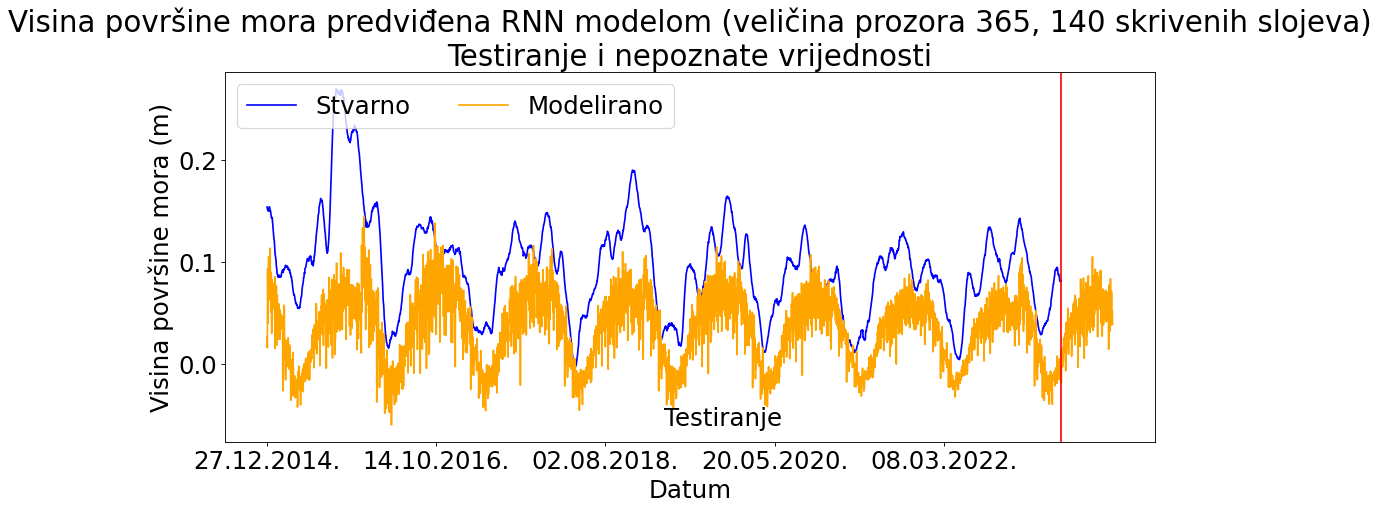 Visina površine mora predviđena RNN modelom (veličina prozora 365, 140 skrivenih slojeva)
Testiranje i nepoznate vrijednosti
Stvarno
Modelirano
Visina površine mora (m)
0.2
0.1
0.0
Testiranje
27.12.2014.
14.10.2016.
02.08.2018.
20.05.2020.
08.03.2022.
Datum